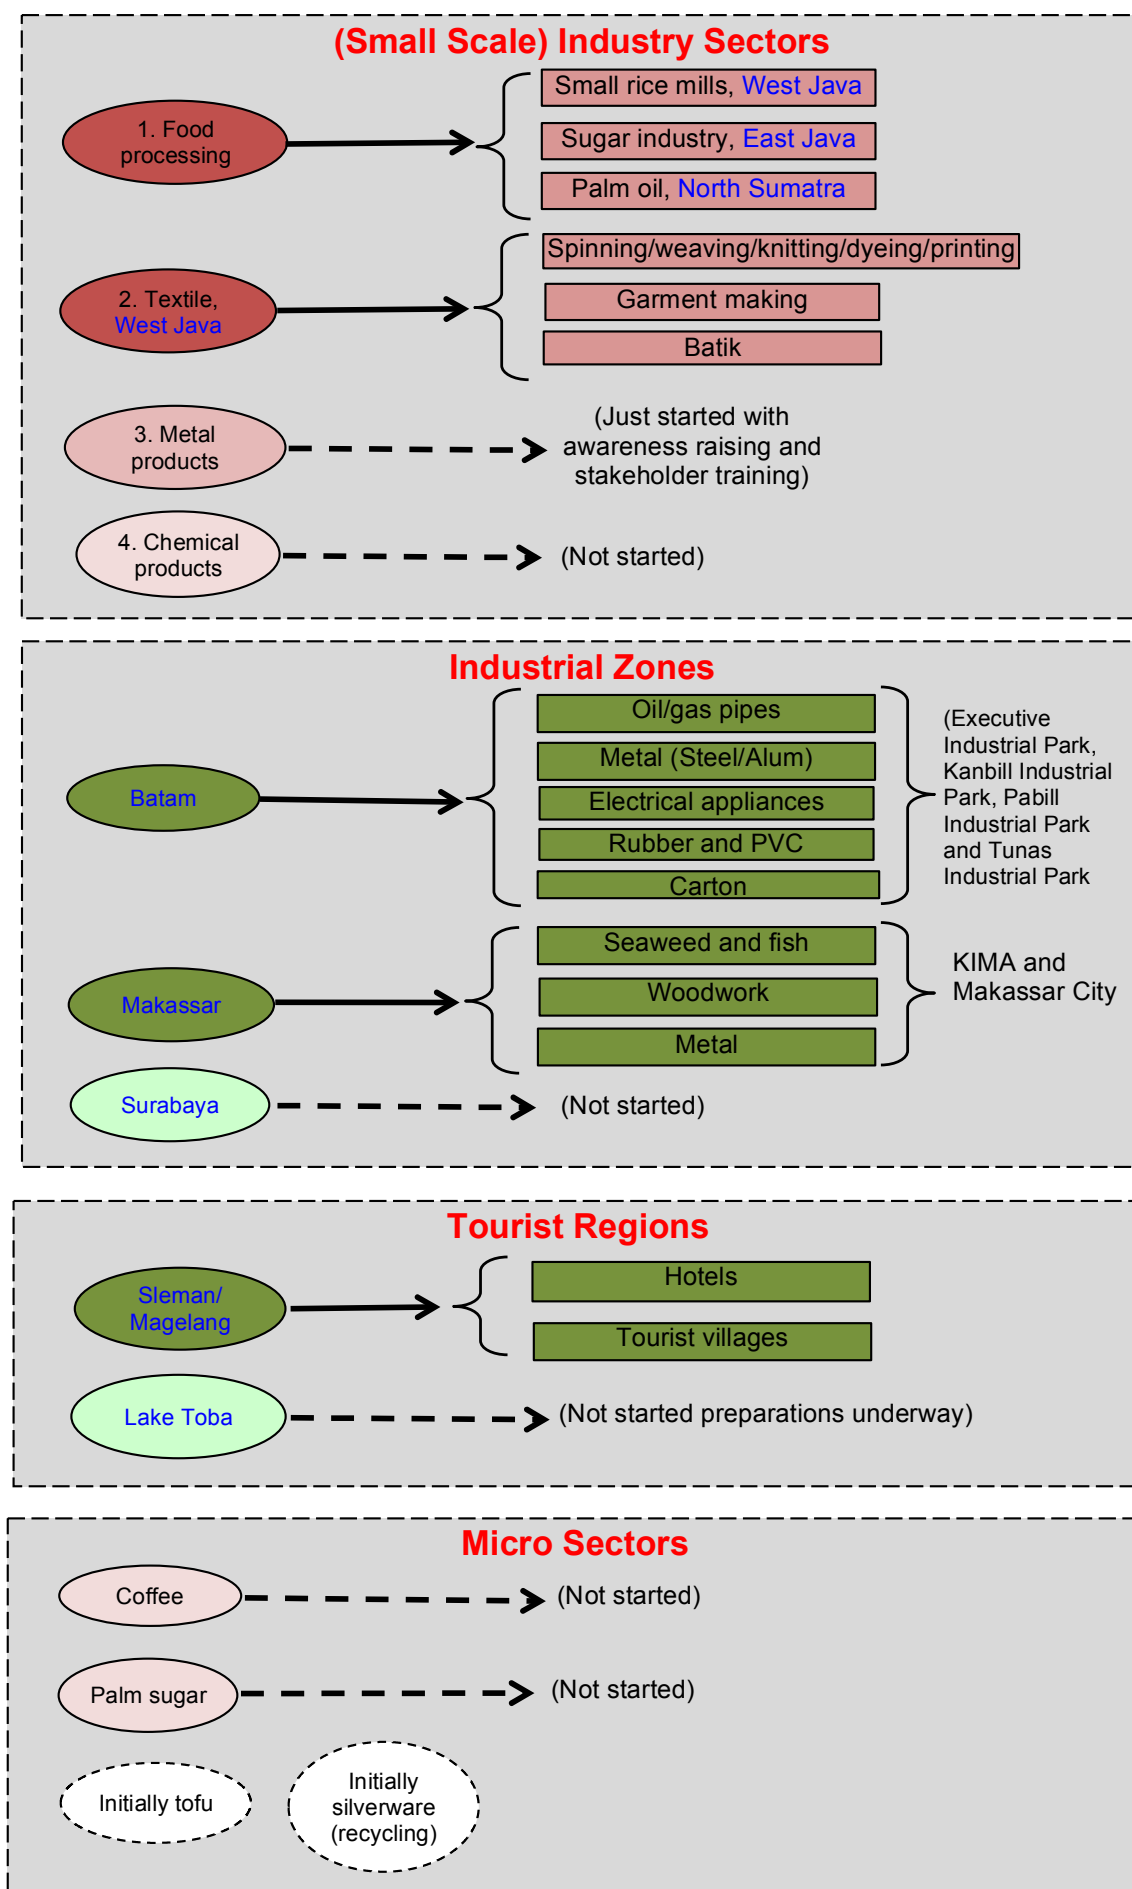 (Small Scale) Industry Sectors
1. Food
processing
Small rice mills, West Java
Sugar industry, East Java
Palm oil, North Sumatra
2. Textile,
West Java
Spinning/weaving/knitting/dyeing/printing
Garment making
Batik
3. Metal
products
(Just started with
awareness raising and
stakeholder training)
4. Chemical
products
(Not started)
Industrial Zones
Batam
Oil/gas pipes
Metal (Steel/Alum)
Electrical appliances
Rubber and PVC
Carton
(Executive
Industrial Park,
Kanbill Industrial
Park, Pabill
Industrial Park
and Tunas
Industrial Park
Makassar
Seaweed and fish
Woodwork
Metal
KIMA and
Makassar City
Surabaya
(Not started)
Tourist Regions
Sleman/
Magelang
Hotels
Tourist villages
Lake Toba
(Not started preparations underway)
Micro Sectors
Coffee
(Not started)
Palm sugar
(Not started)
Initially tofu
Initially
silverware
(recycling)